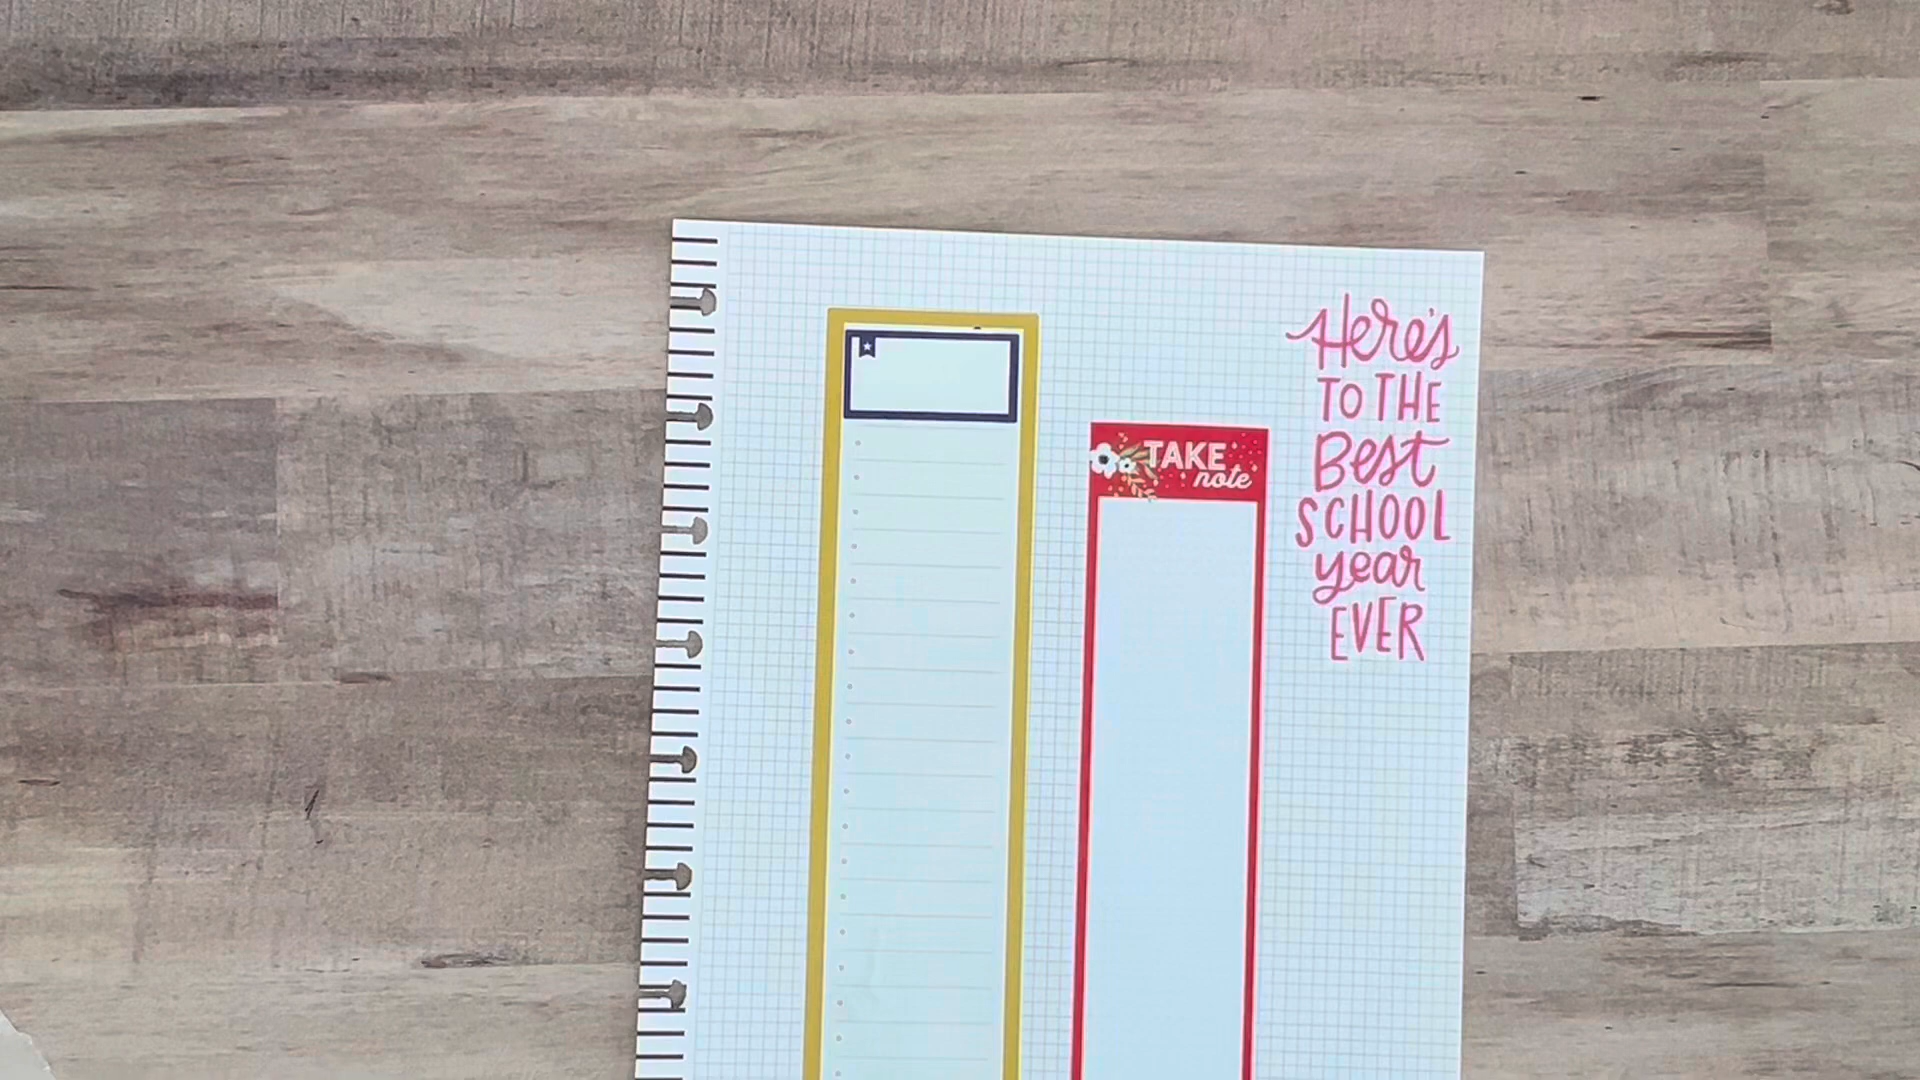 TAKE
note
Here's
TO THE
Best
SCHOOL
year
EVER